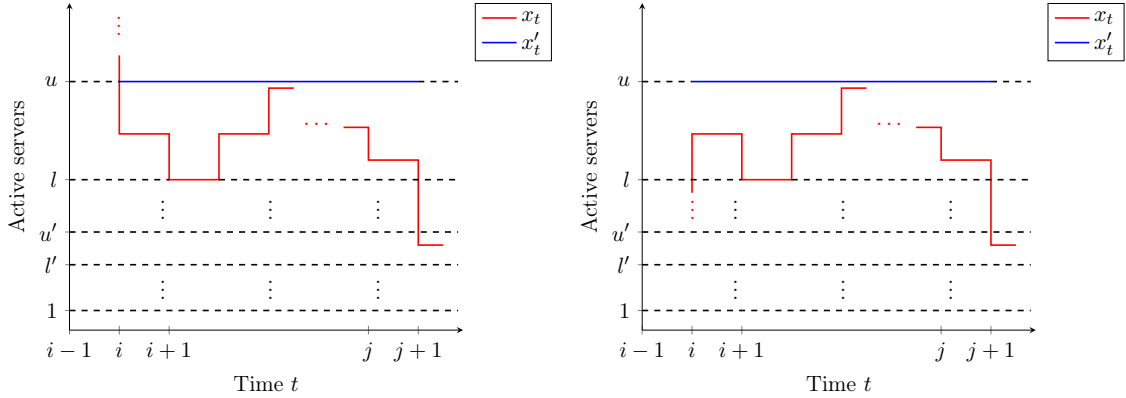 x_t
x'_t
Active servers
u
l
u'
l'
1
i − 1
i
i + 1
j
j + 1
Time t
x_t
x'_t
Active servers
u
l
u'
l'
1
i − 1
i
i + 1
j
j + 1
Time t